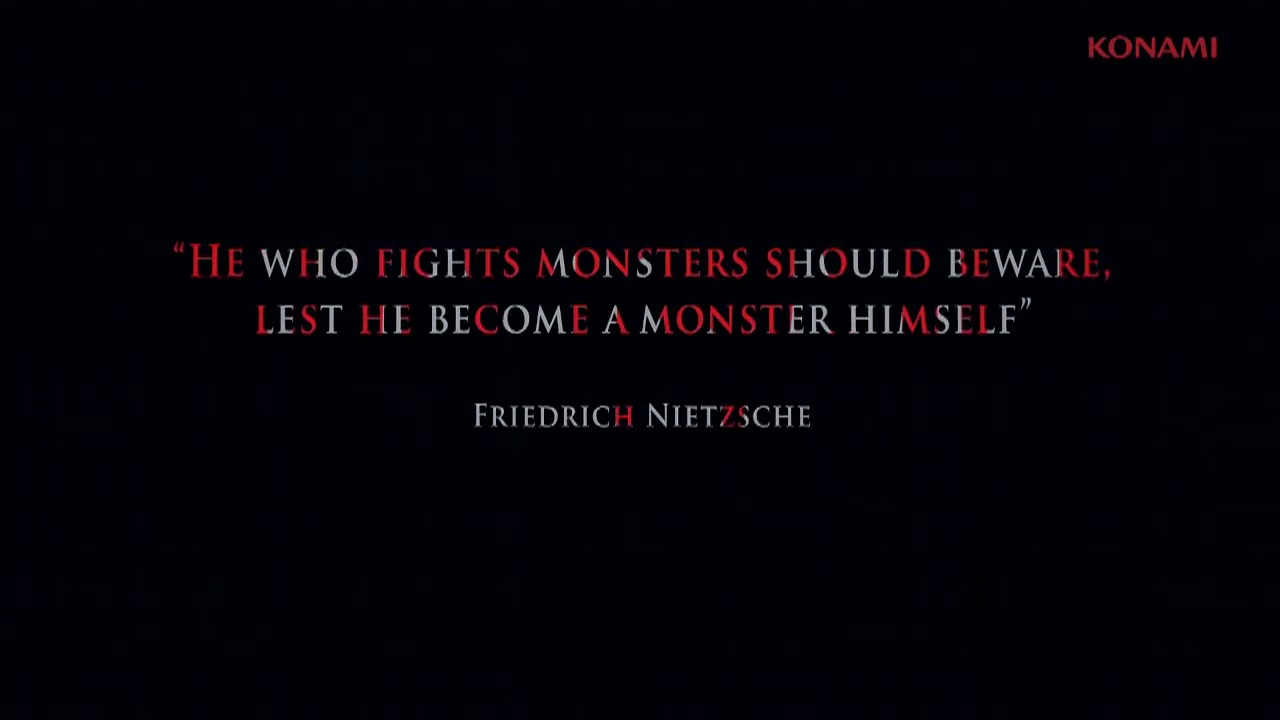 KONAMI
“HE WHO FIGHTS MONSTERS SHOULD BEWARE,
LEST HE BECOME A MONSTER HIMSELF”
FRIEDRICH NIETZSCHE